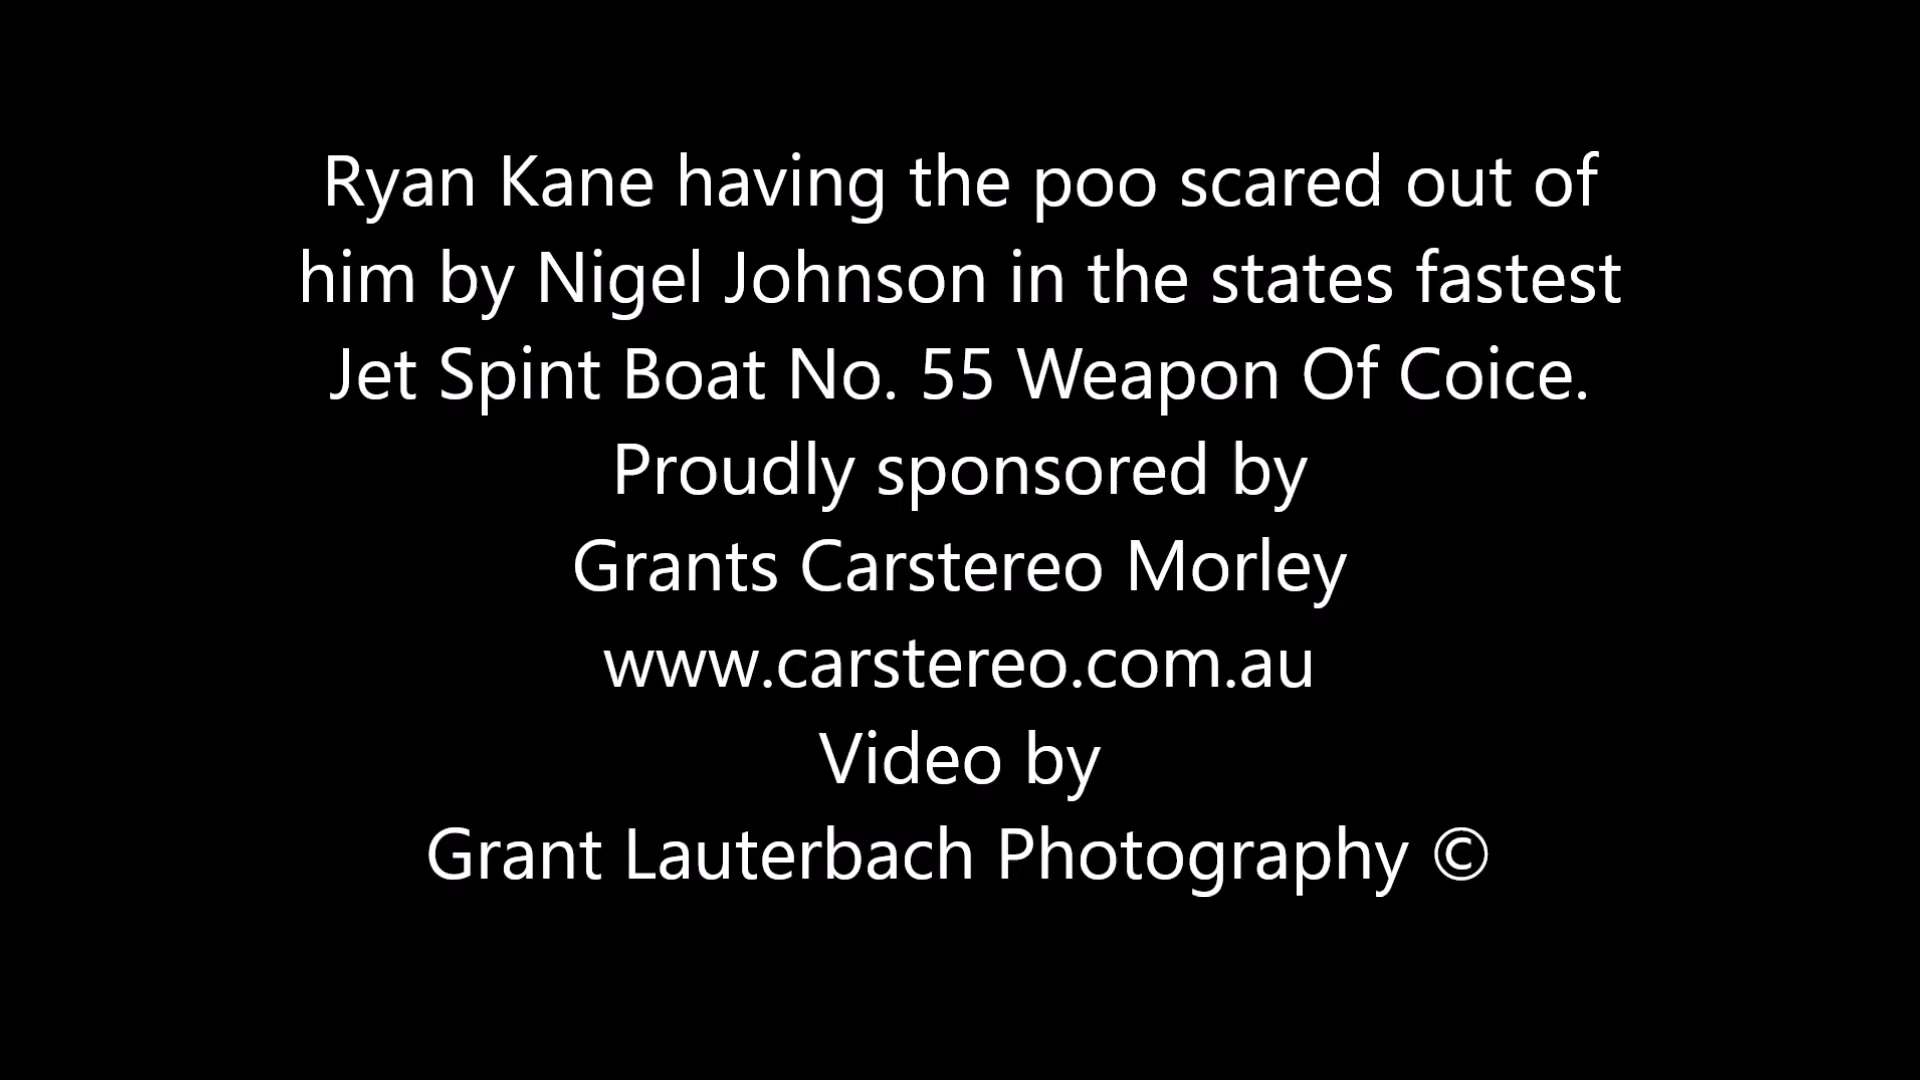 Ryan Kane having the poo scared out of
him by Nigel Johnson in the states fastest
Jet Spint Boat No. 55 Weapon Of Coice.
Proudly sponsored by
Grants Carstereo Morley
www.carstereo.com.au
Video by
Grant Lauterbach Photography ©